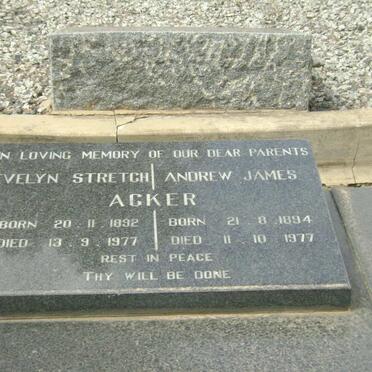 IN LOVING MEMORY OF OUR DEAR PARENTS
EVELYN STRETCH ANDREW JAMES
ACKER
BORN 20 11 1892 BORN 21 8 1894
DIED 13 9 1977 DIED 11 10 1977
REST IN PEACE
THY WILL BE DONE